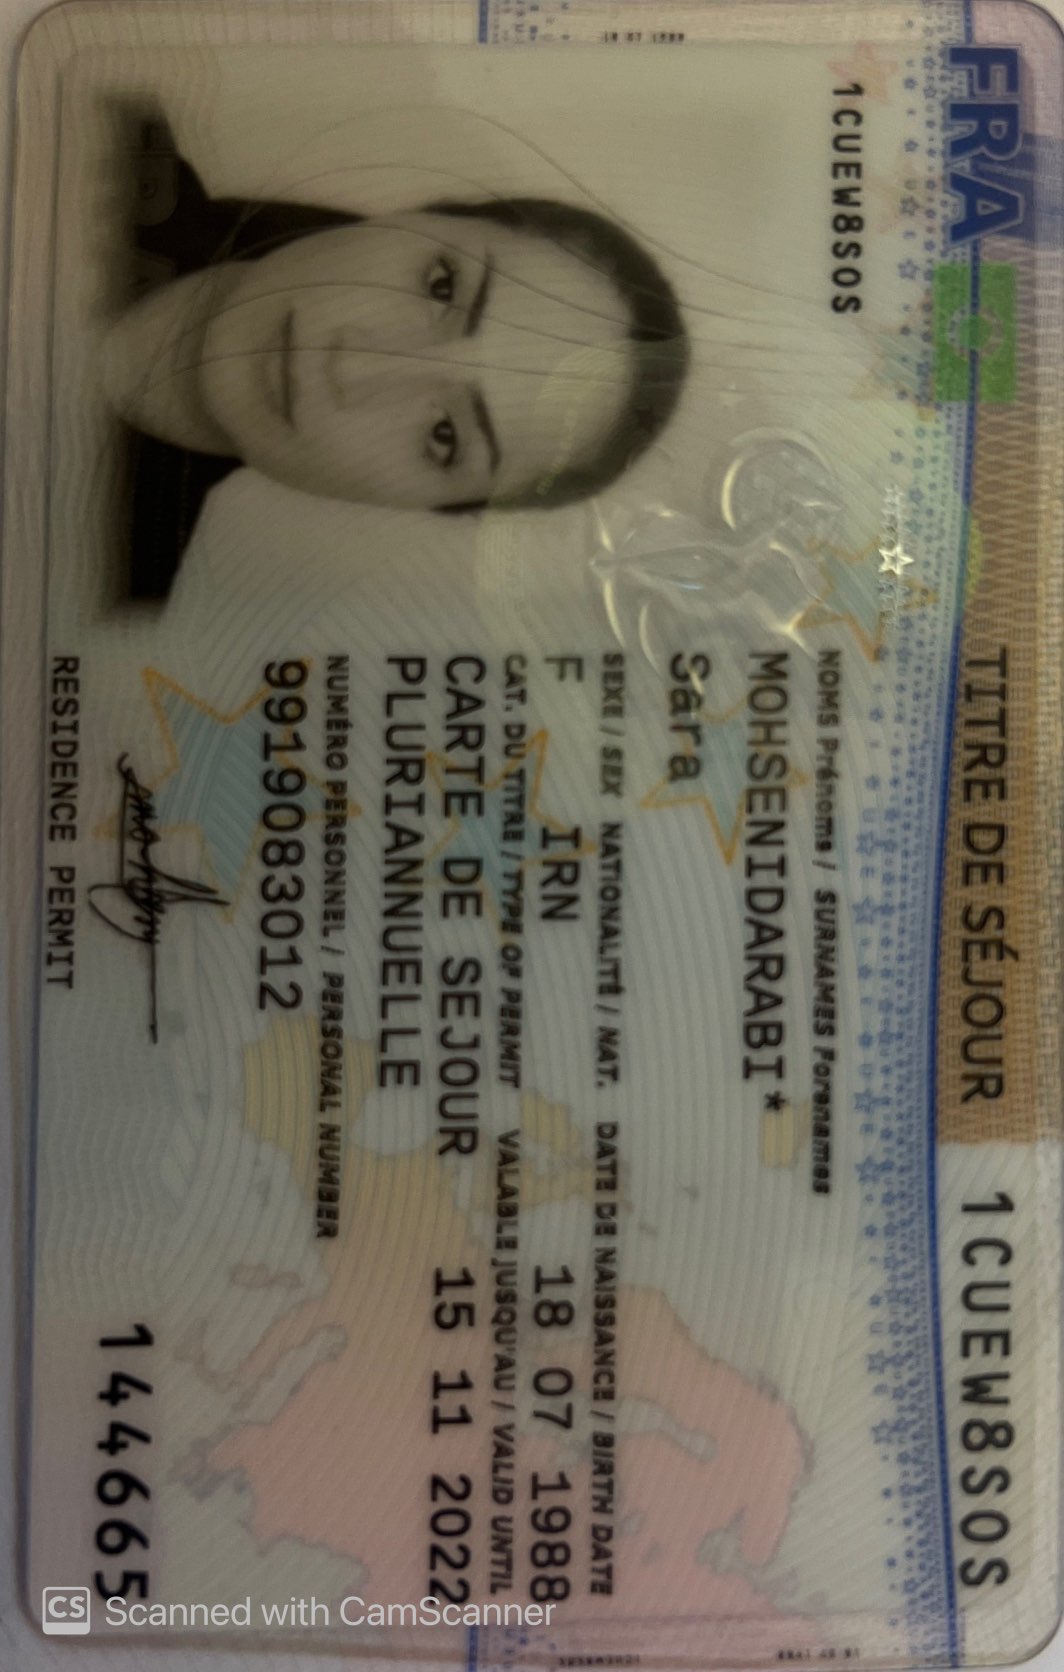 FRA
TITRE DE SÉJOUR
1CUEW8SOS
1CUEW8SOS
NOMS Prénoms / SURNAMES Forenames
MOHSENIDARABI*
Sara
SEXE / SEX NATIONALITÉ / NAT. DATE DE NAISSANCE / BIRTH DATE
F IRN 18 07 1988
CAT. DU TITRE / TYPE OF PERMIT VALABLE JUSQU'AU / VALID UNTIL
CARTE DE SEJOUR 15 11 2022
PLURIANNUELLE
NUMÉRO PERSONNEL / PERSONAL NUMBER
9919083012
RESIDENCE PERMIT
144665
CS Scanned with CamScanner